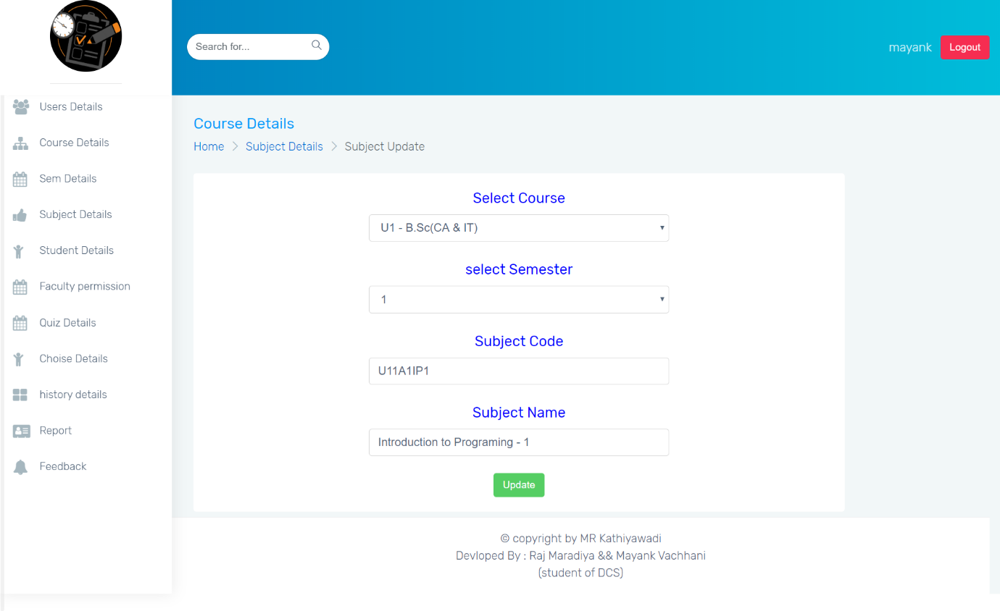 Search for...
mayank
Logout
Users Details
Course Details
Sem Details
Subject Details
Student Details
Faculty permission
Quiz Details
Choise Details
history details
Report
Feedback
Course Details
Home > Subject Details > Subject Update
Select Course
U1 - B.Sc(CA & IT)
select Semester
1
Subject Code
U11A1IP1
Subject Name
Introduction to Programing - 1
Update
© copyright by MR Kathiyawadi
Devloped By : Raj Maradiya && Mayank Vachhani
(student of DCS)